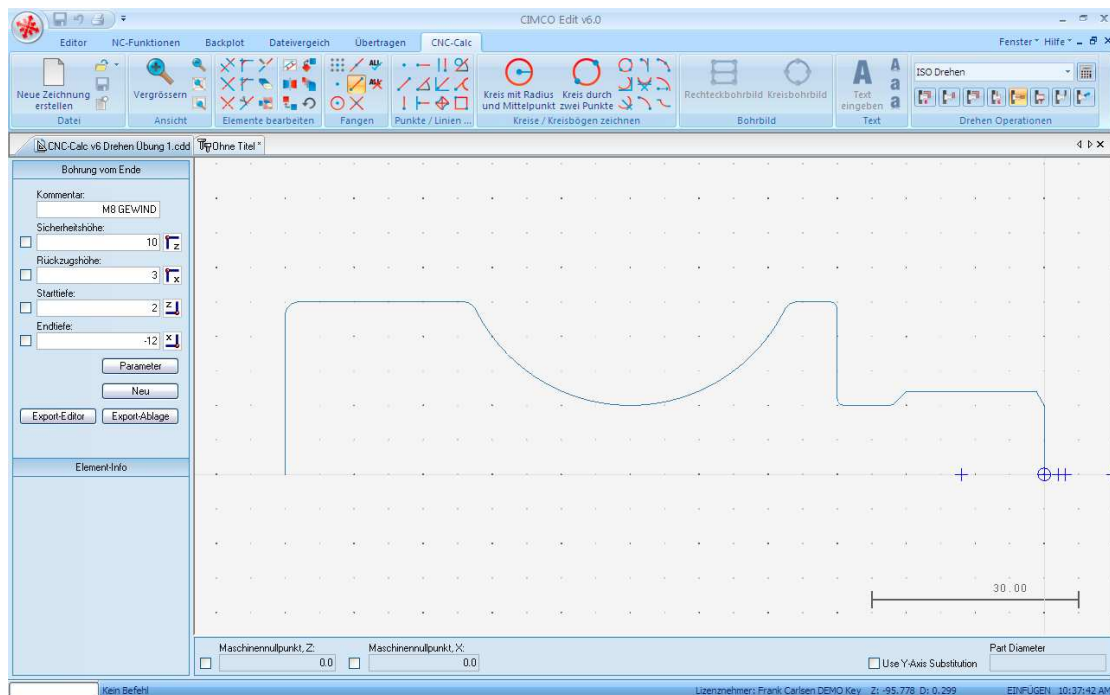 CIMCO Edit v6.0
Editor NC-Funktionen Backplot Dateivergeich Übertragen CNC-Calc Fenster Hilfe
Neue Zeichnung erstellen
Vergrössern
Kreis mit Radius und Mittelpunkt
Kreis durch zwei Punkte
Rechteckbohrbild Kreisbohrbild
Text eingeben
ISO Drehen
Datei Ansicht Elemente bearbeiten Fangen Punkte / Linien ... Kreise / Kreisbögen zeichnen Bohrbild Text Drehen Operationen
CNC-Calc v6 Drehen Übung 1.cdd Ohne Titel *
Bohrung vom Ende
Kommentar:
M8 GEWIND
Sicherheitshöhe:
10
Rückzugshöhe:
3
Starttiefe:
2
Endtiefe:
-12
Parameter
Neu
Export-Editor Export-Ablage
Element-Info
30.00
Maschinennullpunkt, Z: Maschinennullpunkt, X: Part Diameter
0.0 0.0 Use Y-Axis Substitution
Kein Befehl Lizenznehmer: Frank Carlsen DEMO Key Z: -95.778 D: 0.299 EINFÜGEN 10:37:42 AM